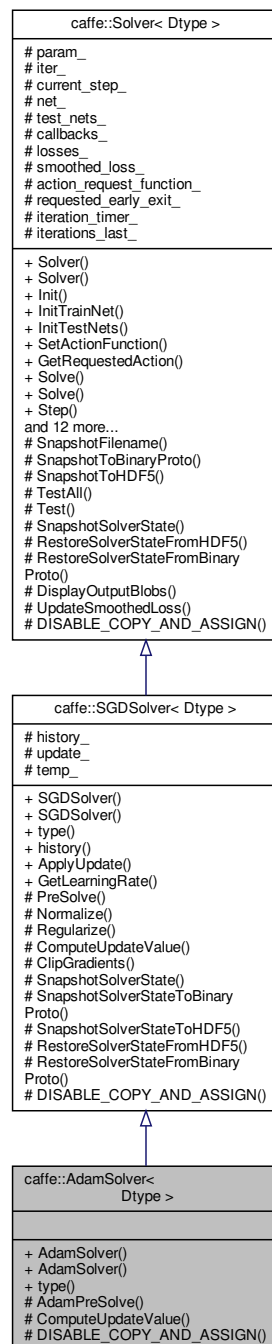 caffe::Solver< Dtype >
# param_
# iter_
# current_step_
# net_
# test_nets_
# callbacks_
# losses_
# smoothed_loss_
# action_request_function_
# requested_early_exit_
# iteration_timer_
# iterations_last_
+ Solver()
+ Solver()
+ Init()
+ InitTrainNet()
+ InitTestNets()
+ SetActionFunction()
+ GetRequestedAction()
+ Solve()
+ Solve()
+ Step()
and 12 more...
# SnapshotFilename()
# SnapshotToBinaryProto()
# SnapshotToHDF5()
# TestAll()
# Test()
# SnapshotSolverState()
# RestoreSolverStateFromHDF5()
# RestoreSolverStateFromBinary
Proto()
# DisplayOutputBlobs()
# UpdateSmoothedLoss()
# DISABLE_COPY_AND_ASSIGN()
caffe::SGDSolver< Dtype >
# history_
# update_
# temp_
+ SGDSolver()
+ SGDSolver()
+ type()
+ history()
+ ApplyUpdate()
+ GetLearningRate()
# PreSolve()
# Normalize()
# Regularize()
# ComputeUpdateValue()
# ClipGradients()
# SnapshotSolverState()
# SnapshotSolverStateToBinary
Proto()
# SnapshotSolverStateToHDF5()
# RestoreSolverStateFromHDF5()
# RestoreSolverStateFromBinary
Proto()
# DISABLE_COPY_AND_ASSIGN()
caffe::AdamSolver<
Dtype >
+ AdamSolver()
+ AdamSolver()
+ type()
# AdamPreSolve()
# ComputeUpdateValue()
# DISABLE_COPY_AND_ASSIGN()